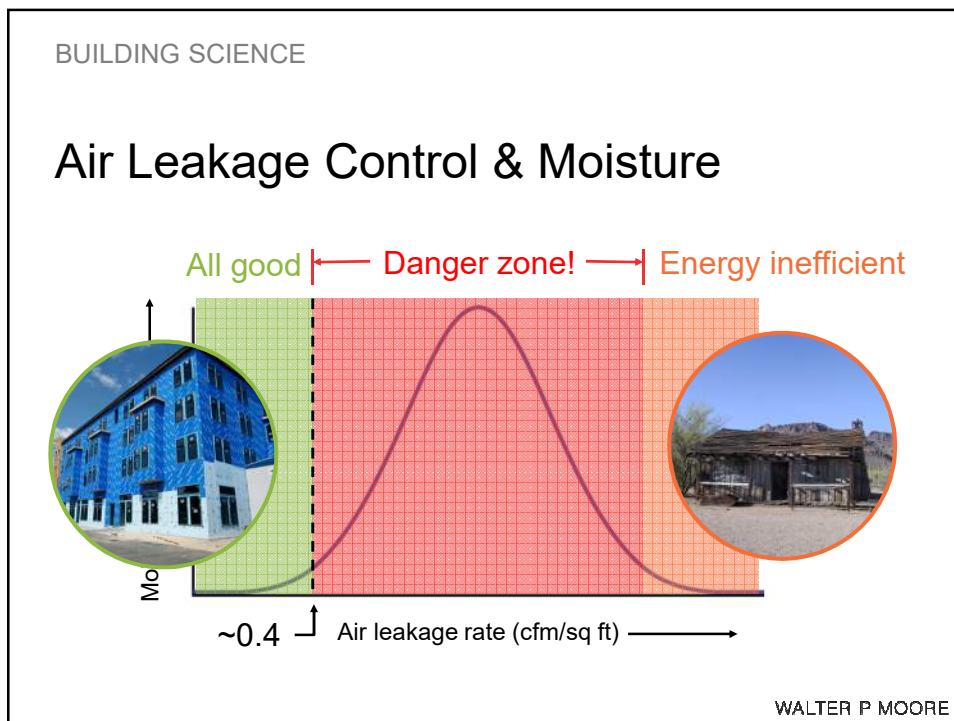 BUILDING SCIENCE
Air Leakage Control & Moisture
All good
Danger zone!
Energy inefficient
~0.4
Air leakage rate (cfm/sq ft)
WALTER P MOORE